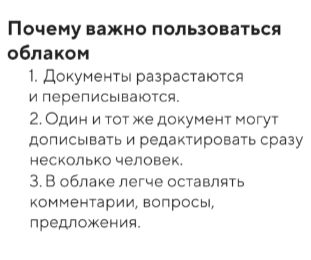 Почему важно пользоваться
облаком
1. Документы разрастаются
и переписываются.
2. Один и тот же документ могут
дописывать и редактировать сразу
несколько человек.
3. В облаке легче оставлять
комментарии, вопросы,
предложения.